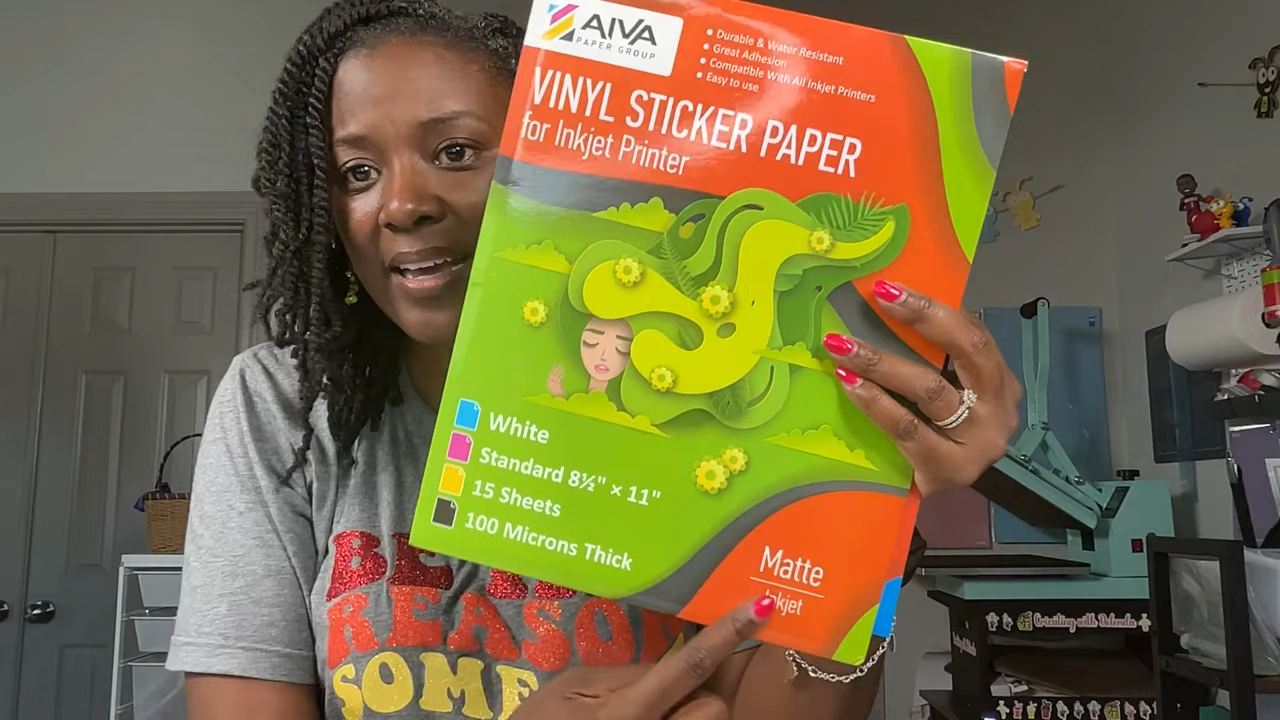 AIVA
PAPER GROUP
• Durable & Water Resistant
• Great Adhesion
• Compatible With All Inkjet Printers
• Easy to use
VINYL STICKER PAPER
for Inkjet Printer
White
Standard 8½" × 11"
15 Sheets
100 Microns Thick
Matte
Inkjet
REASON
SOME